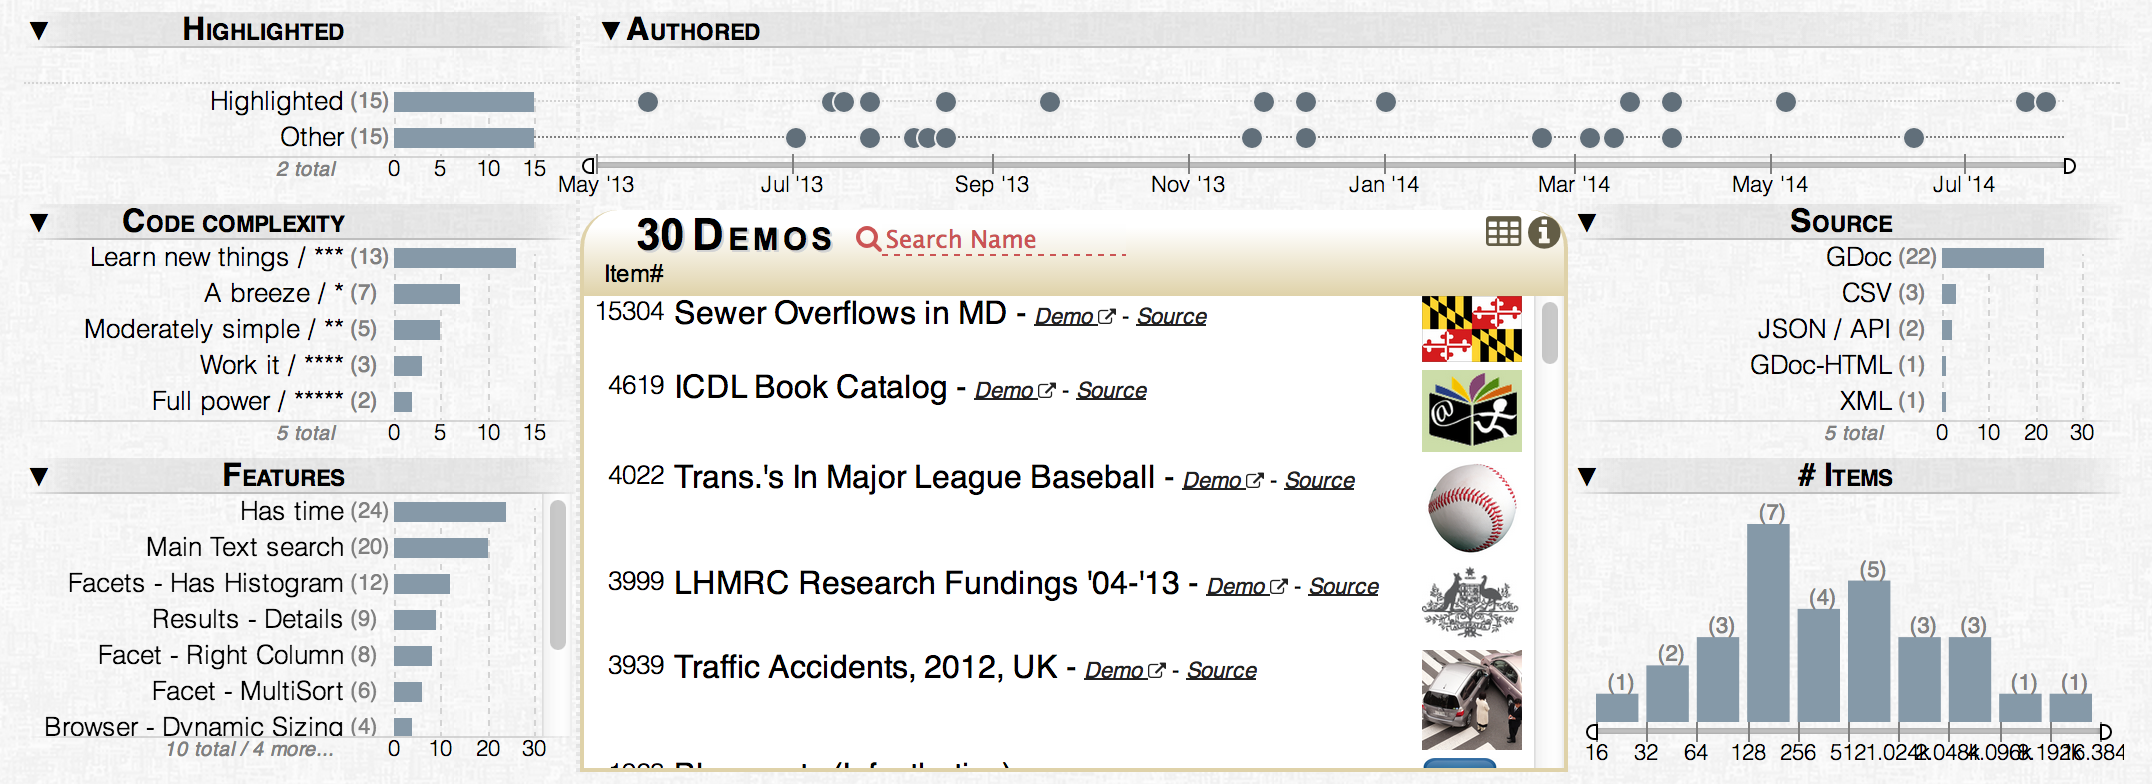 ▼ HIGHLIGHTED
Highlighted (15)
Other (15)
2 total 0 5 10 15
▼ AUTHORED
May '13 Jul '13 Sep '13 Nov '13 Jan '14 Mar '14 May '14 Jul '14
▼ CODE COMPLEXITY
Learn new things / *** (13)
A breeze / * (7)
Moderately simple / ** (5)
Work it / **** (3)
Full power / ***** (2)
5 total 0 5 10 15
▼ FEATURES
Has time (24)
Main Text search (20)
Facets - Has Histogram (12)
Results - Details (9)
Facet - Right Column (8)
Facet - MultiSort (6)
Browser - Dynamic Sizing (4)
10 total / 4 more... 0 10 20 30
30 DEMOS Search Name
Item#
15304 Sewer Overflows in MD - Demo - Source
4619 ICDL Book Catalog - Demo - Source
4022 Trans.'s In Major League Baseball - Demo - Source
3999 LHMRC Research Fundings '04-'13 - Demo - Source
3939 Traffic Accidents, 2012, UK - Demo - Source
▼ SOURCE
GDoc (22)
CSV (3)
JSON / API (2)
GDoc-HTML (1)
XML (1)
5 total 0 10 20 30
▼ # ITEMS
(1) (2) (3) (7) (4) (5) (3) (3) (1) (1)
16 32 64 128 256 512 1.024k 2.048k 4.096k 8.192k 16.384